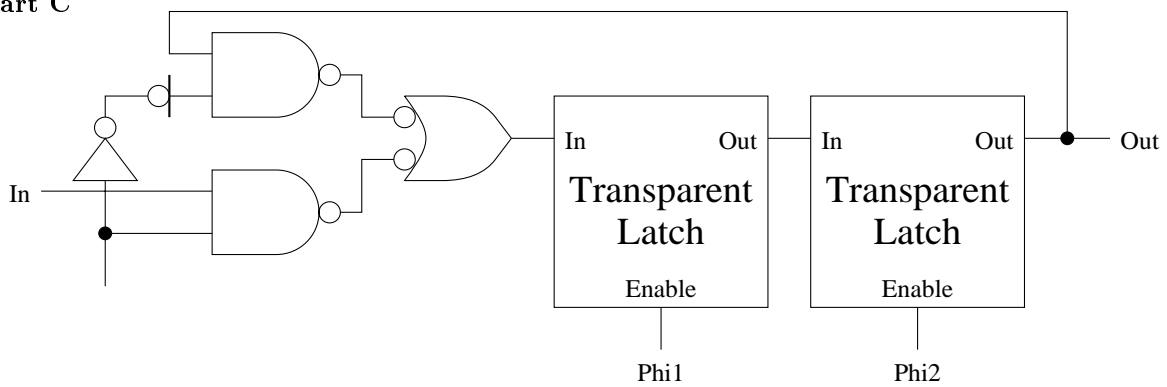 art C
In
In
Out
Transparent
Latch
Enable
Phi1
In
Out
Transparent
Latch
Enable
Phi2
Out